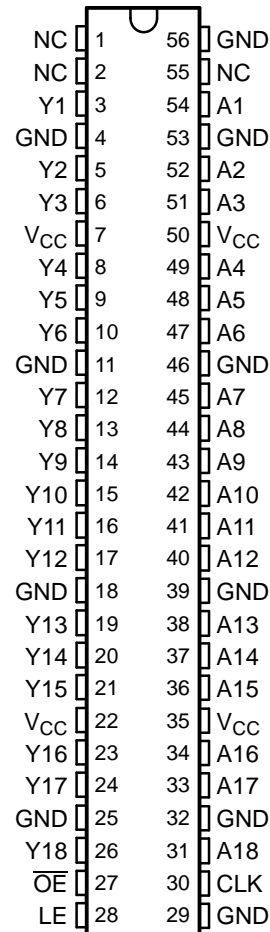 NC 1 56 GND
NC 2 55 NC
Y1 3 54 A1
GND 4 53 GND
Y2 5 52 A2
Y3 6 51 A3
VCC 7 50 VCC
Y4 8 49 A4
Y5 9 48 A5
Y6 10 47 A6
GND 11 46 GND
Y7 12 45 A7
Y8 13 44 A8
Y9 14 43 A9
Y10 15 42 A10
Y11 16 41 A11
Y12 17 40 A12
GND 18 39 GND
Y13 19 38 A13
Y14 20 37 A14
Y15 21 36 A15
VCC 22 35 VCC
Y16 23 34 A16
Y17 24 33 A17
GND 25 32 GND
Y18 26 31 A18
O̅E̅ 27 30 CLK
LE 28 29 GND